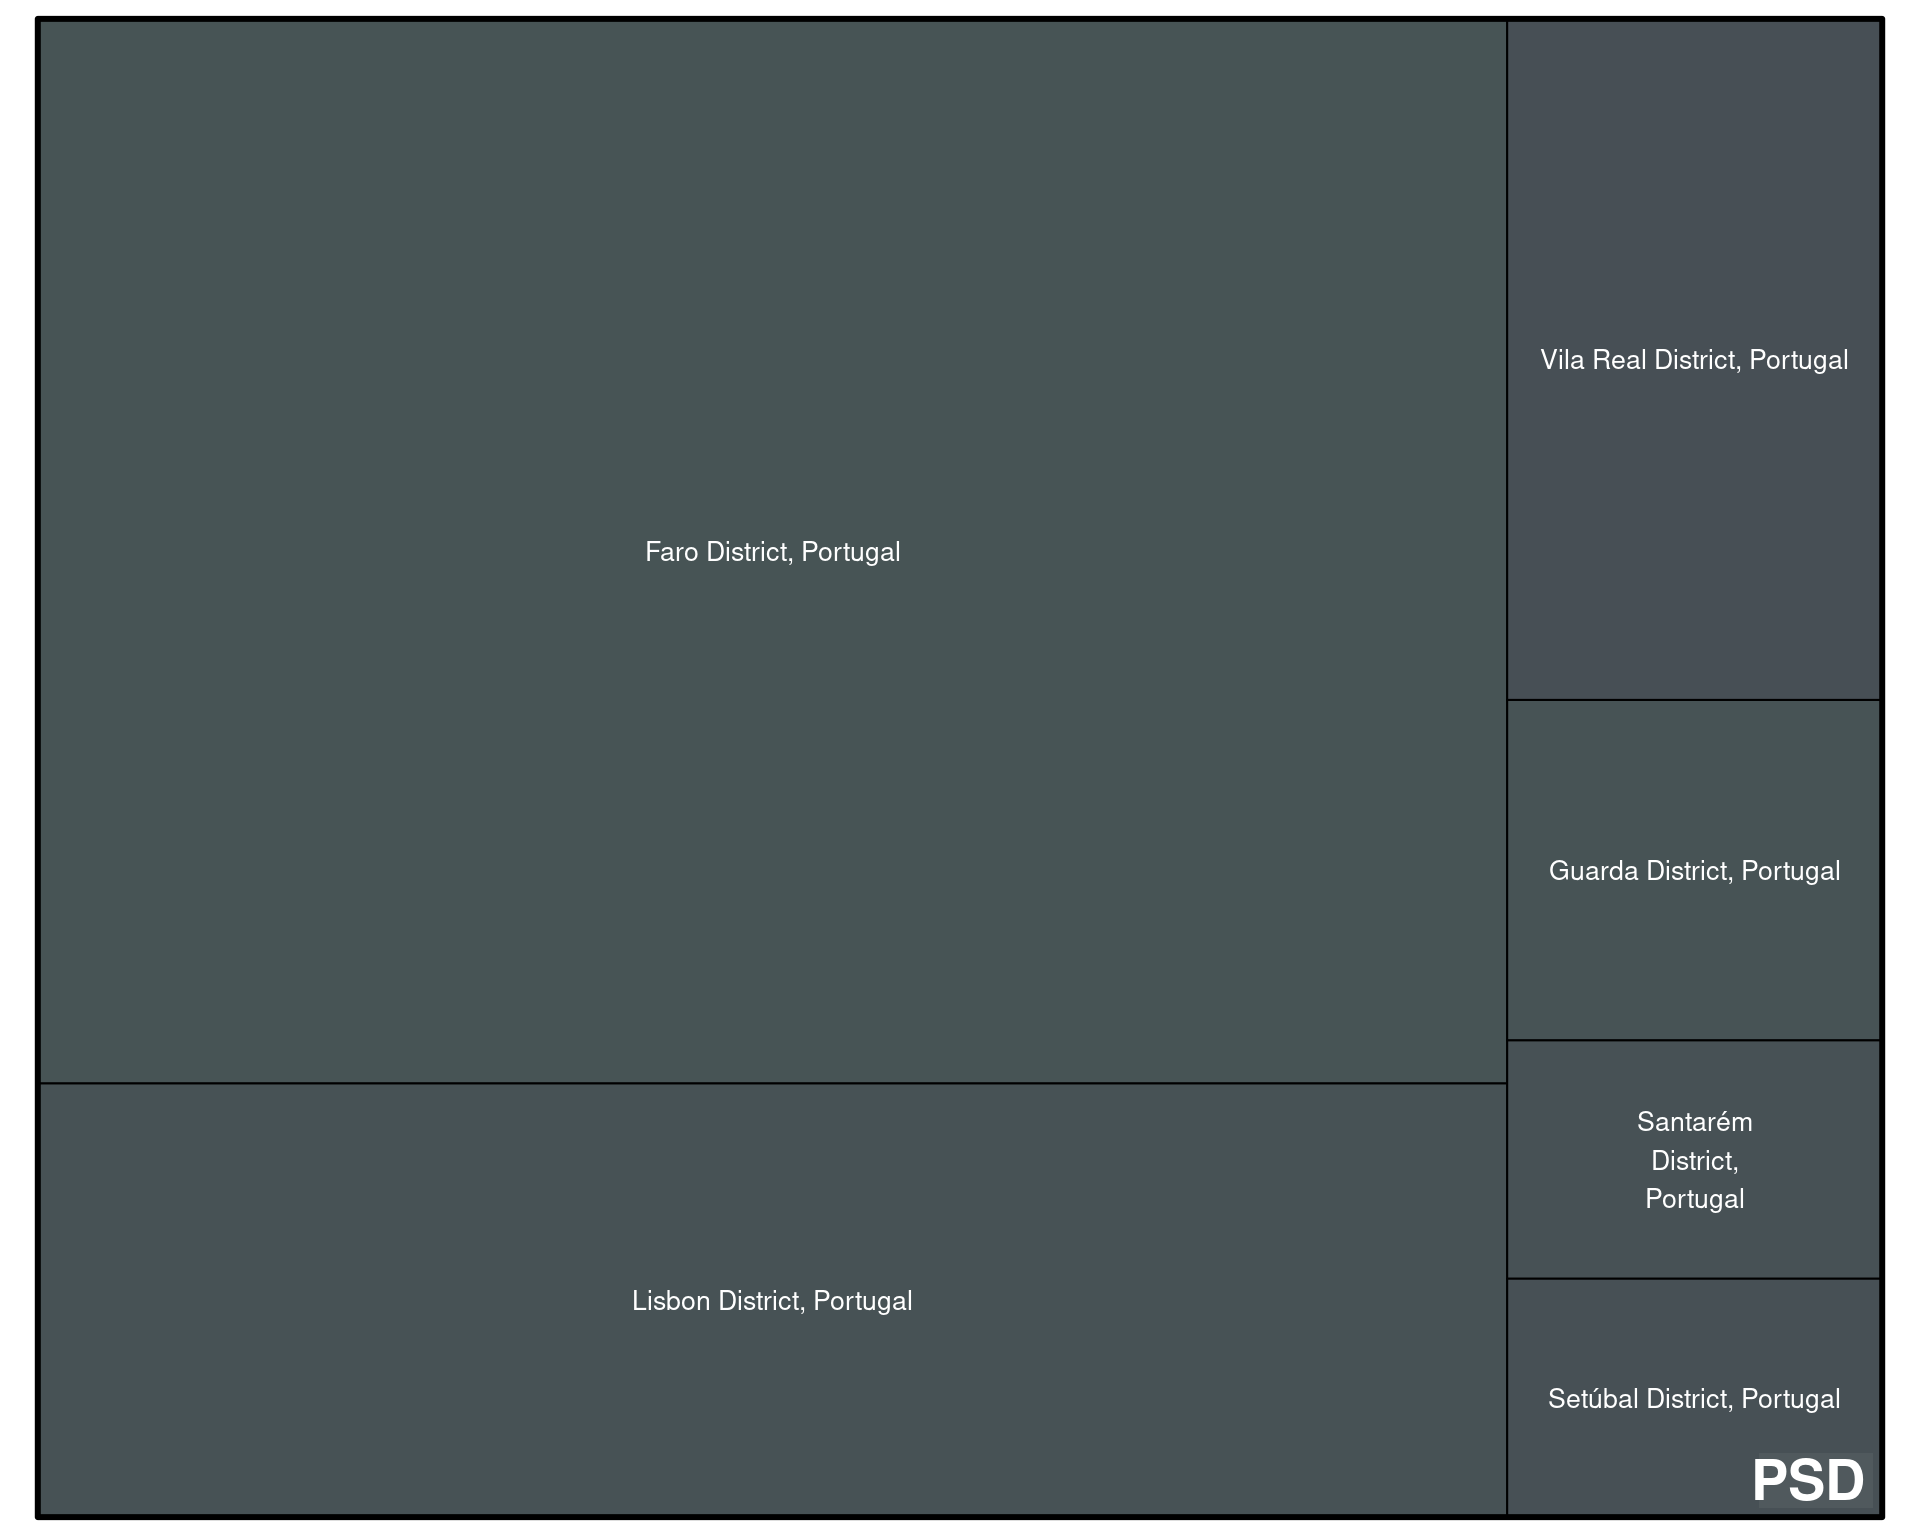 Vila Real District, Portugal
Faro District, Portugal
Guarda District, Portugal
Santarém
District,
Portugal
Lisbon District, Portugal
Setúbal District, Portugal
PSD